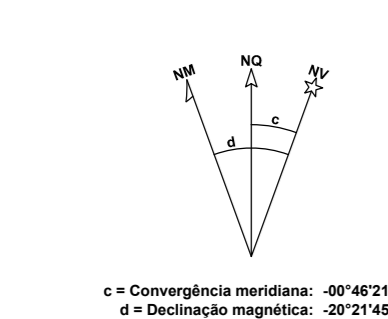 NM NQ NV
c
d
c = Convergência meridiana: -00°46'21
d = Declinação magnética: -20°21'45